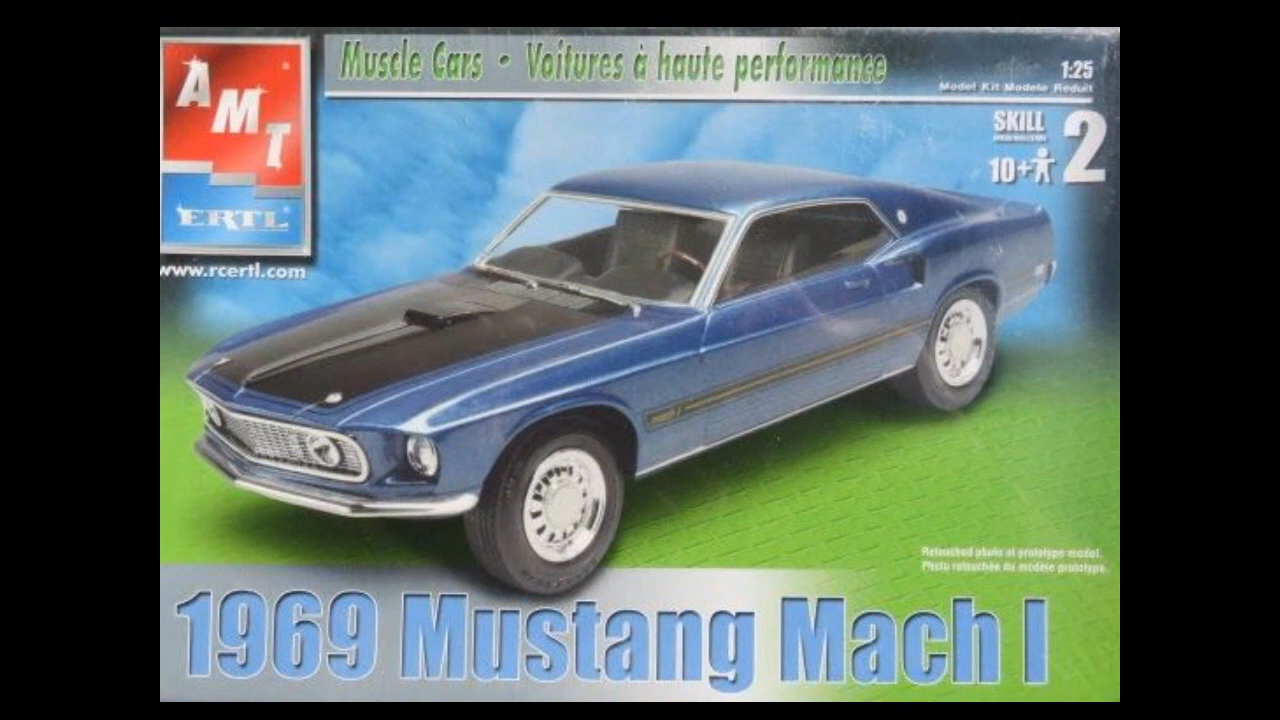 AMT
ERTL
www.rcertl.com
Muscle Cars - Voitures à haute performance
1:25
Model Kit Modele Reduit
SKILL 2
10+
Retouched photo of prototype model.
Photo retouchée du modèle prototype.
1969 Mustang Mach I